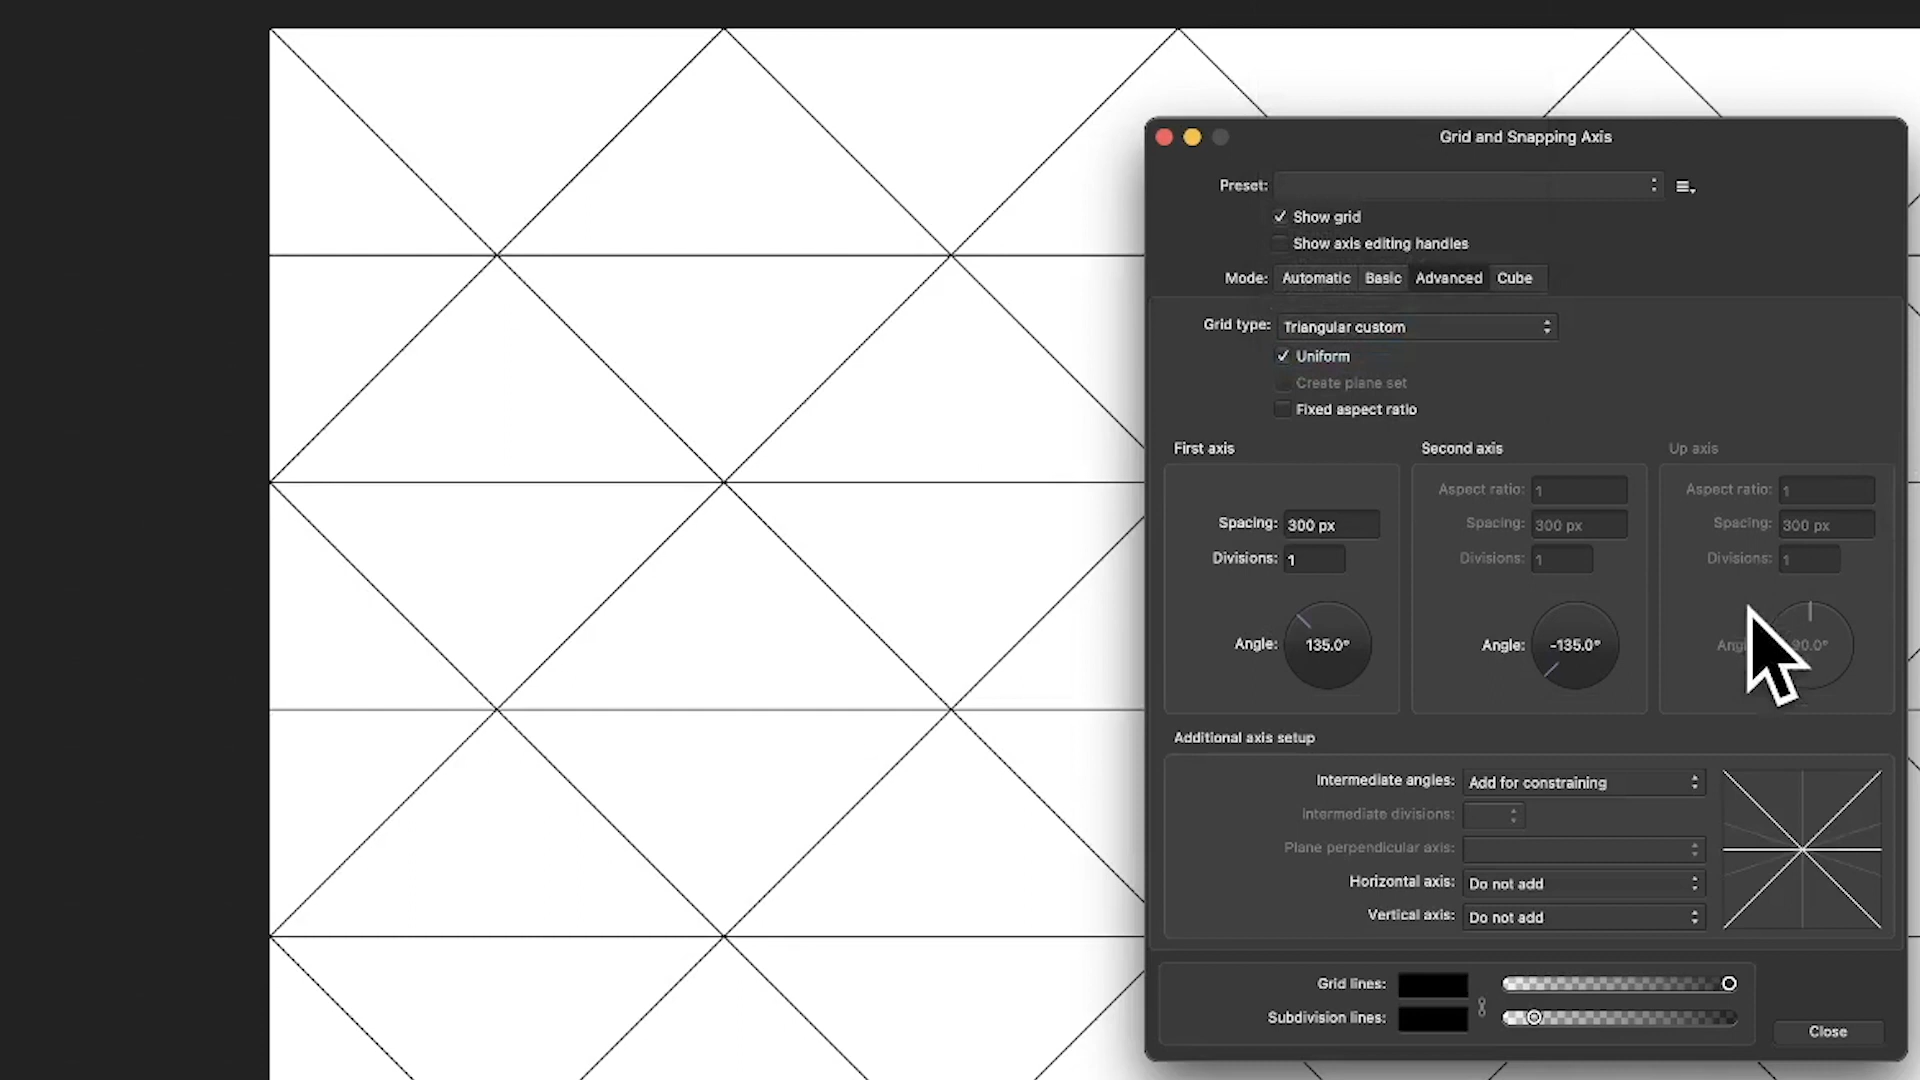 Grid and Snapping Axis
Preset:
Show grid
Show axis editing handles
Mode: Automatic Basic Advanced Cube
Grid type: Triangular custom
Uniform
Create plane set
Fixed aspect ratio
First axis Second axis Up axis
Aspect ratio: 1 Aspect ratio: 1
Spacing: 300 px Spacing: 300 px Spacing: 300 px
Divisions: 1 Divisions: 1 Divisions: 1
Angle: 135.0° Angle: -135.0°
Additional axis setup
Intermediate angles: Add for constraining
Intermediate divisions:
Plane perpendicular axis:
Horizontal axis: Do not add
Vertical axis: Do not add
Grid lines:
Subdivision lines:
Close